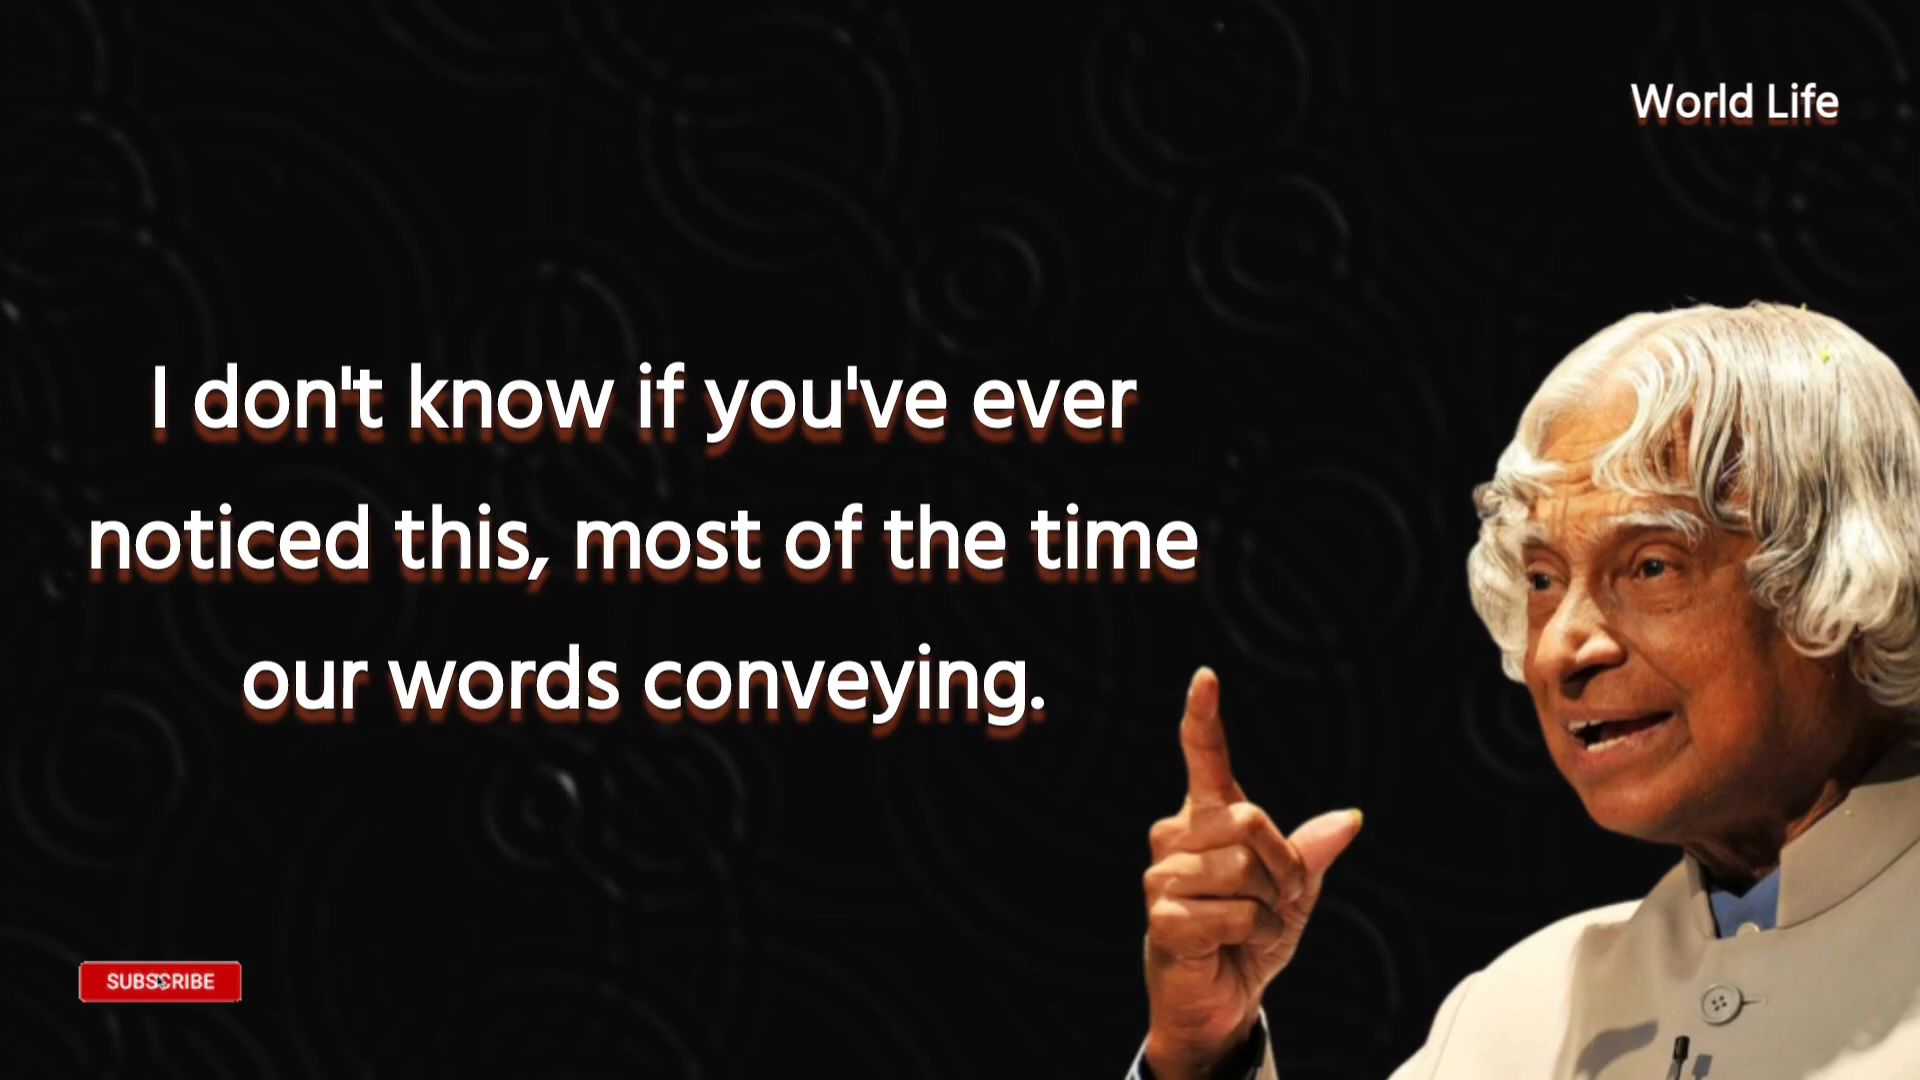 World Life
I don't know if you've ever
noticed this, most of the time
our words conveying.
SUBSCRIBE